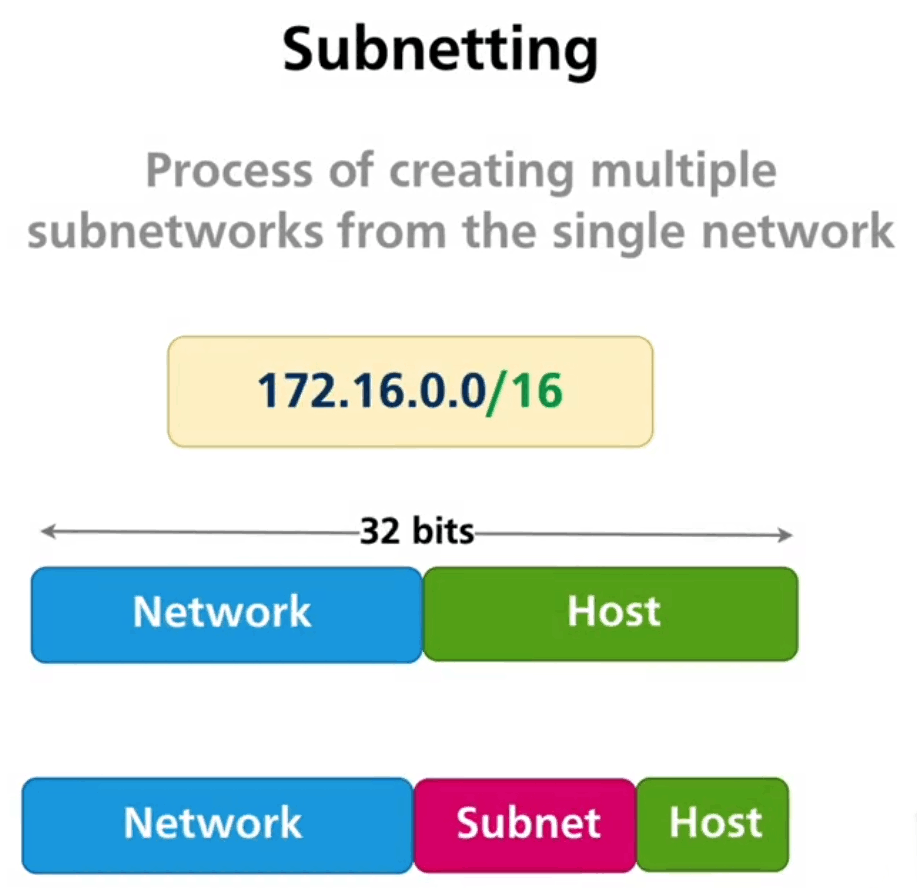 Subnetting
Process of creating multiple
subnetworks from the single network
172.16.0.0/16
32 bits
Network Host
Network Subnet Host